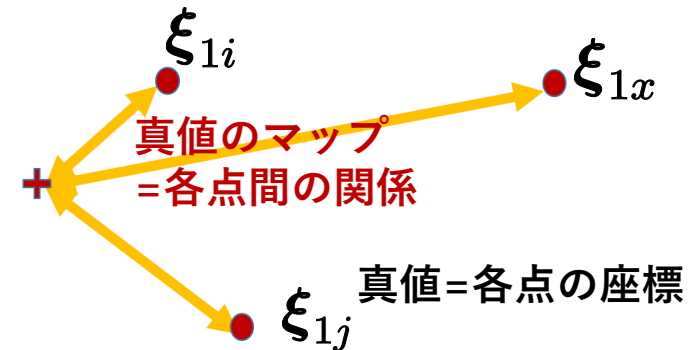 ξ₁ᵢ
ξ₁ₓ
真値のマップ
=各点間の関係
真値=各点の座標
ξ₁ⱼ